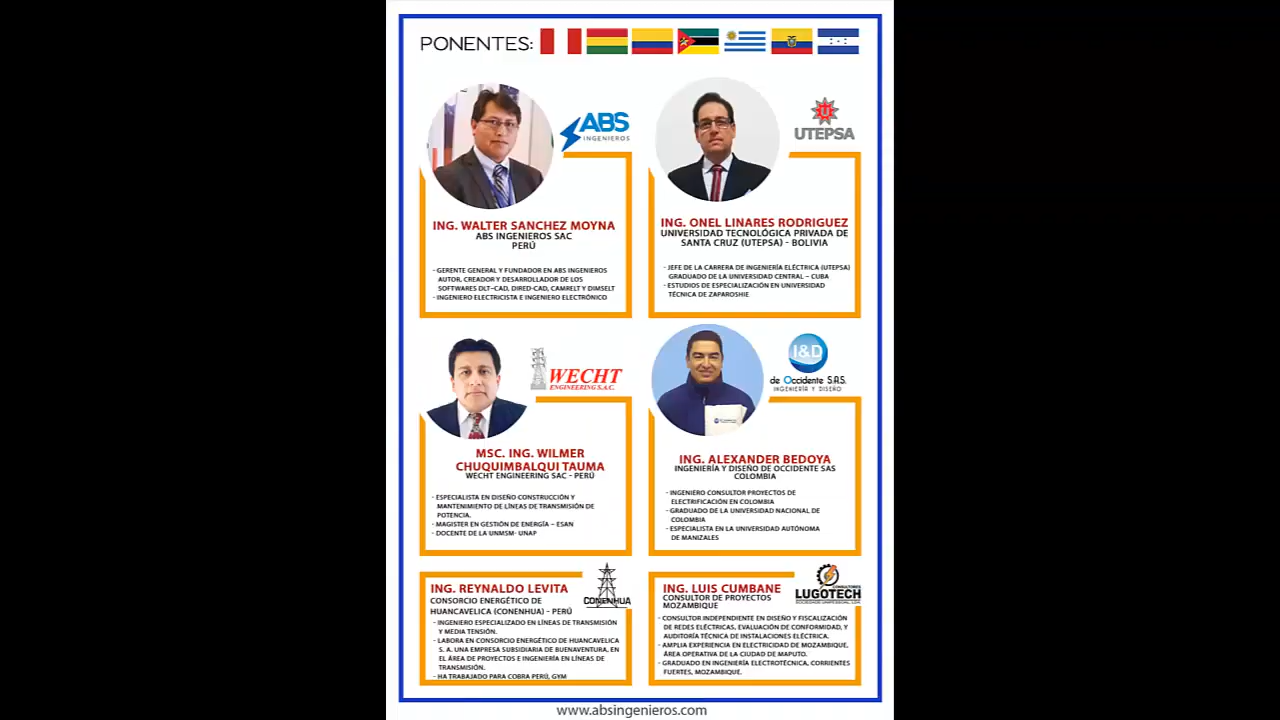 PONENTES:
ABS
INGENIEROS
UTEPSA
ING. WALTER SANCHEZ MOYNA
ABS INGENIEROS SAC
PERÚ
- GERENTE GENERAL Y FUNDADOR EN ABS INGENIEROS
AUTOR, CREADOR Y DESARROLLADOR DE LOS
SOFTWARES DLT-CAD, DIRED-CAD, CAMRELT Y DIMSELT
- INGENIERO ELECTRICISTA E INGENIERO ELECTRÓNICO
ING. ONEL LINARES RODRIGUEZ
UNIVERSIDAD TECNOLÓGICA PRIVADA DE
SANTA CRUZ (UTEPSA) - BOLIVIA
- JEFE DE LA CARRERA DE INGENIERÍA ELÉCTRICA (UTEPSA)
GRADUADO DE LA UNIVERSIDAD CENTRAL – CUBA
- ESTUDIOS DE ESPECIALIZACIÓN EN UNIVERSIDAD
TÉCNICA DE ZAPAROSHIE
WECHT
ENGINEERING S.A.C.
I&D
de Occidente S.A.S.
INGENIERÍA Y DISEÑO
MSC. ING. WILMER
CHUQUIMBALQUI TAUMA
WECHT ENGINEERING SAC - PERÚ
- ESPECIALISTA EN DISEÑO CONSTRUCCIÓN Y
MANTENIMIENTO DE LÍNEAS DE TRANSMISIÓN DE
POTENCIA.
- MAGISTER EN GESTIÓN DE ENERGÍA – ESAN
- DOCENTE DE LA UNMSM- UNAP
ING. ALEXANDER BEDOYA
INGENIERÍA Y DISEÑO DE OCCIDENTE SAS
COLOMBIA
- INGENIERO CONSULTOR PROYECTOS DE
ELECTRIFICACIÓN EN COLOMBIA
- GRADUADO DE LA UNIVERSIDAD NACIONAL DE
COLOMBIA
- ESPECIALISTA EN LA UNIVERSIDAD AUTÓNOMA
DE MANIZALES
ING. REYNALDO LEVITA
CONENHUA
CONSORCIO ENERGÉTICO DE
HUANCAVELICA (CONENHUA) - PERÚ
- INGENIERO ESPECIALIZADO EN LÍNEAS DE TRANSMISIÓN
Y MEDIA TENSIÓN.
- LABORA EN CONSORCIO ENERGÉTICO DE HUANCAVELICA
S. A. UNA EMPRESA SUBSIDIARIA DE BUENAVENTURA, EN
EL ÁREA DE PROYECTOS E INGENIERÍA EN LÍNEAS DE
TRANSMISIÓN.
- HA TRABAJADO PARA COBRA PERÚ, GYM
ING. LUIS CUMBANE
CONSULTORES
LUGOTECH
CONSULTOR DE PROYECTOS
MOZAMBIQUE
- CONSULTOR INDEPENDIENTE EN DISEÑO Y FISCALIZACIÓN
DE REDES ELÉCTRICAS, EVALUACIÓN DE CONFORMIDAD, Y
AUDITORÍA TÉCNICA DE INSTALACIONES ELÉCTRICA.
- AMPLIA EXPERIENCIA EN ELECTRICIDAD DE MOZAMBIQUE,
ÁREA OPERATIVA DE LA CIUDAD DE MAPUTO.
- GRADUADO EN INGENIERÍA ELECTROTÉCNICA, CORRIENTES
FUERTES, MOZAMBIQUE.
www.absingenieros.com